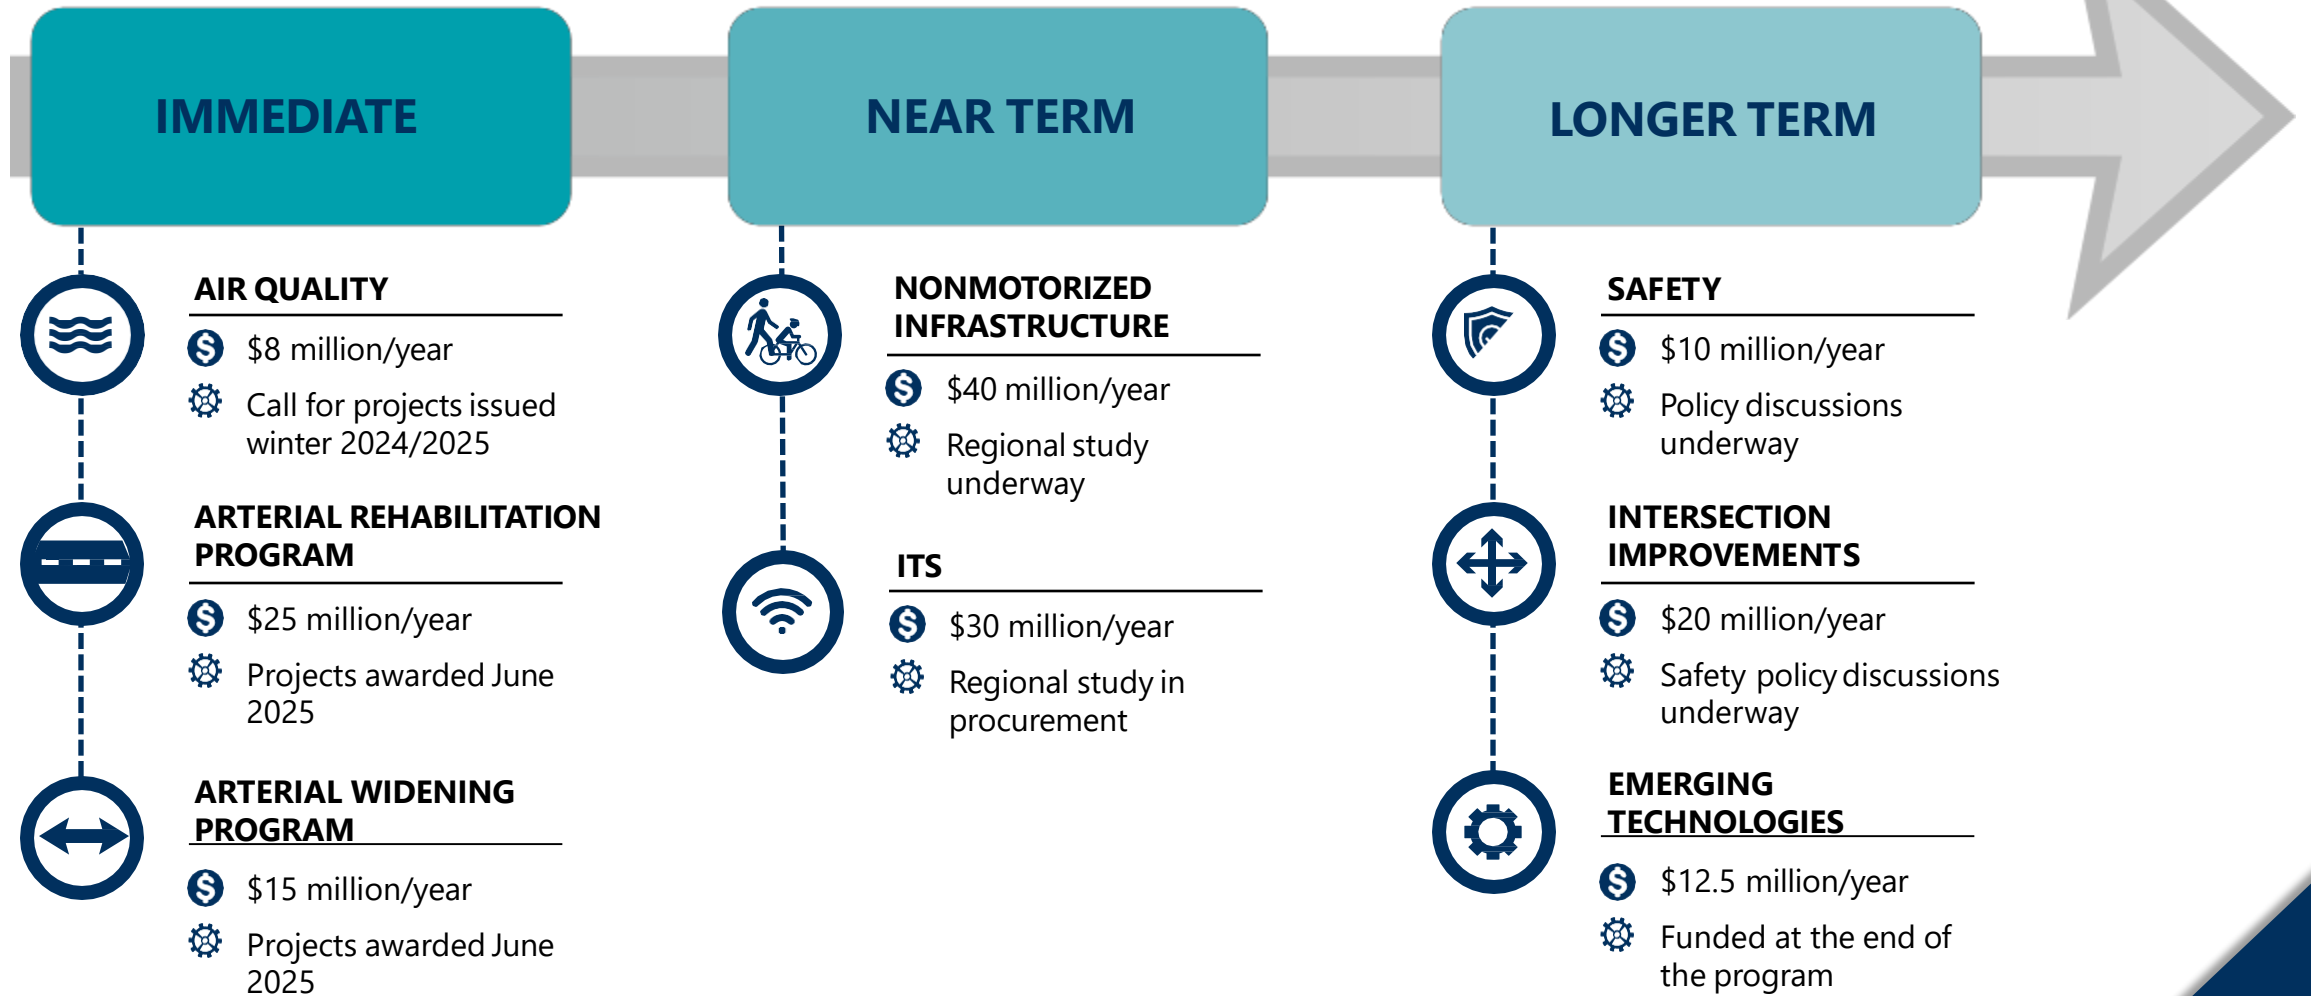 IMMEDIATE
AIR QUALITY
$8 million/year
Call for projects issued
winter 2024/2025
ARTERIAL REHABILITATION
PROGRAM
$25 million/year
Projects awarded June
2025
ARTERIAL WIDENING
PROGRAM
$15 million/year
Projects awarded June
2025
NEAR TERM
NONMOTORIZED
INFRASTRUCTURE
$40 million/year
Regional study
underway
ITS
$30 million/year
Regional study in
procurement
LONGER TERM
SAFETY
$10 million/year
Policy discussions
underway
INTERSECTION
IMPROVEMENTS
$20 million/year
Safety policy discussions
underway
EMERGING
TECHNOLOGIES
$12.5 million/year
Funded at the end of
the program